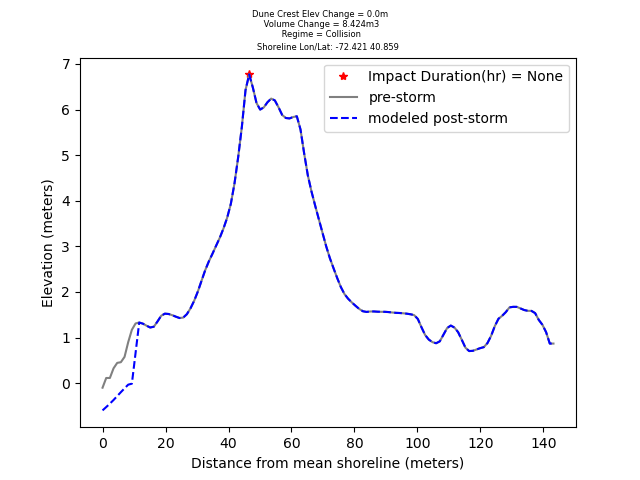 Dune Crest Elev Change = 0.0m
Volume Change = 8.424m3
Regime = Collision
Shoreline Lon/Lat: -72.421 40.859
Impact Duration(hr) = None
pre-storm
modeled post-storm
Elevation (meters)
7
6
5
4
3
2
1
0
0 20 40 60 80 100 120 140
Distance from mean shoreline (meters)